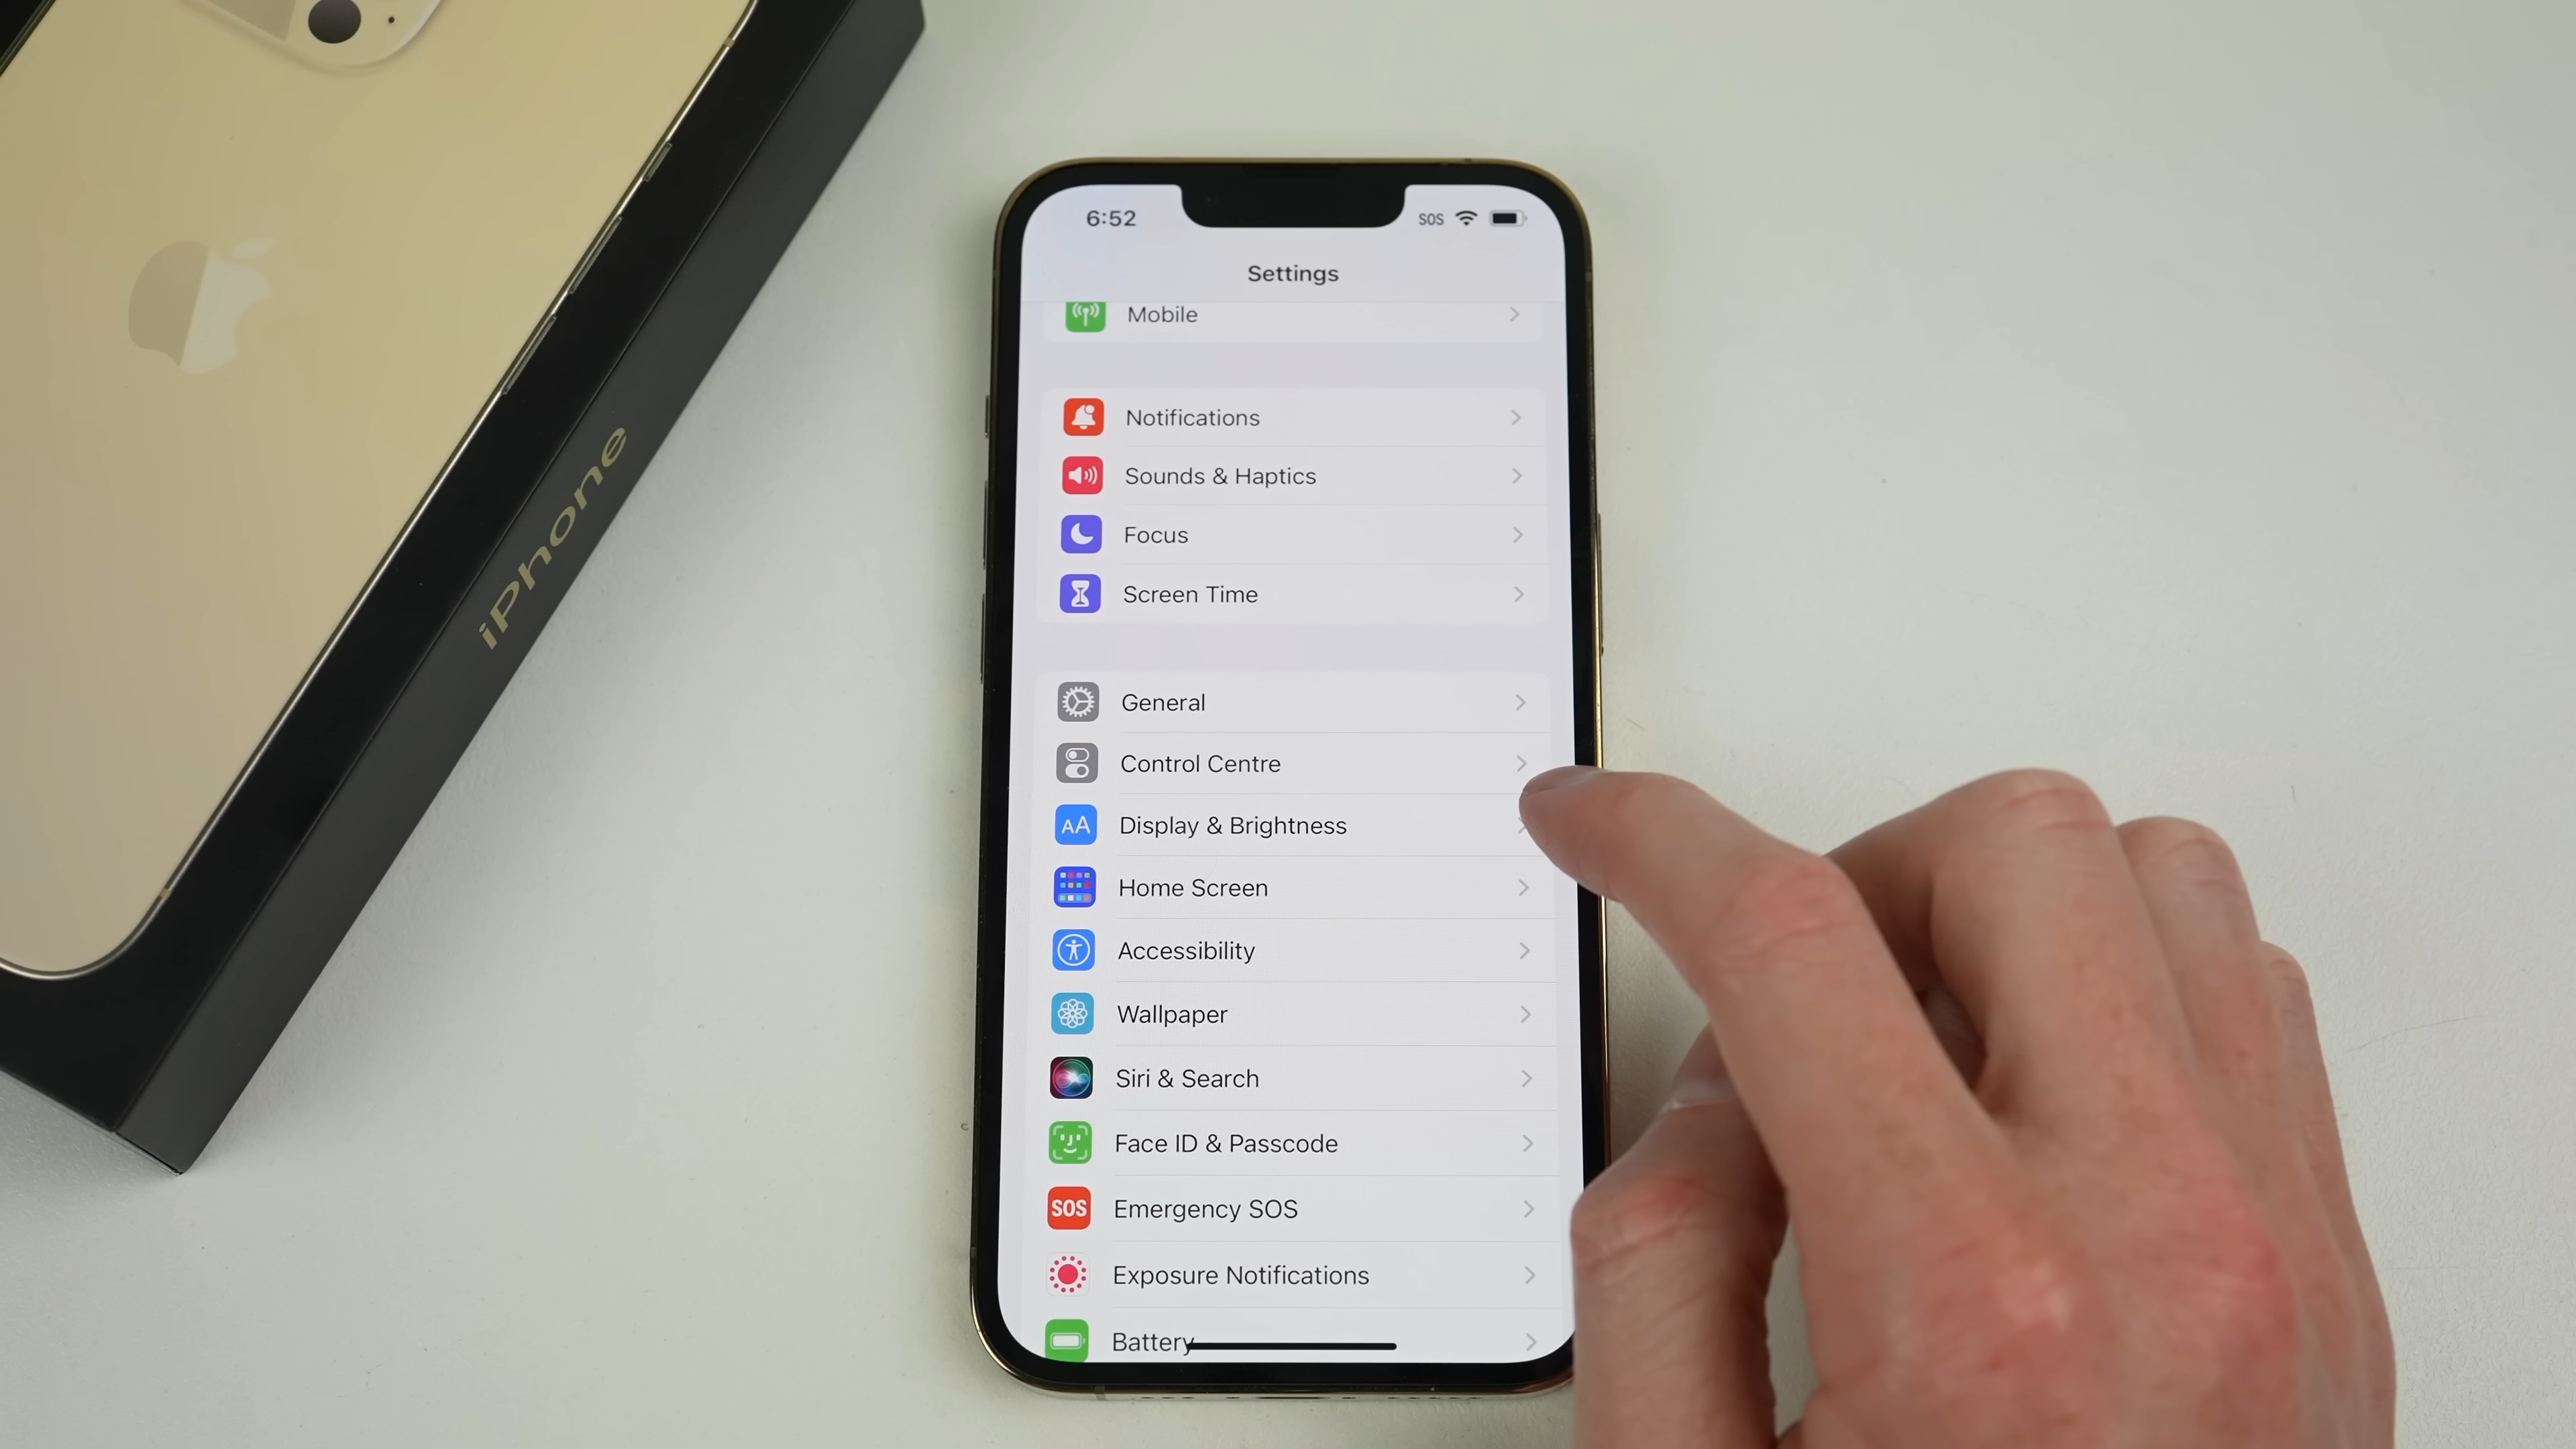 iPhone
6:52
SOS
Settings
Mobile
Notifications
Sounds & Haptics
Focus
Screen Time
General
Control Centre
AA
Display & Brightness
Home Screen
Accessibility
Wallpaper
Siri & Search
Face ID & Passcode
SOS
Emergency SOS
Exposure Notifications
Battery